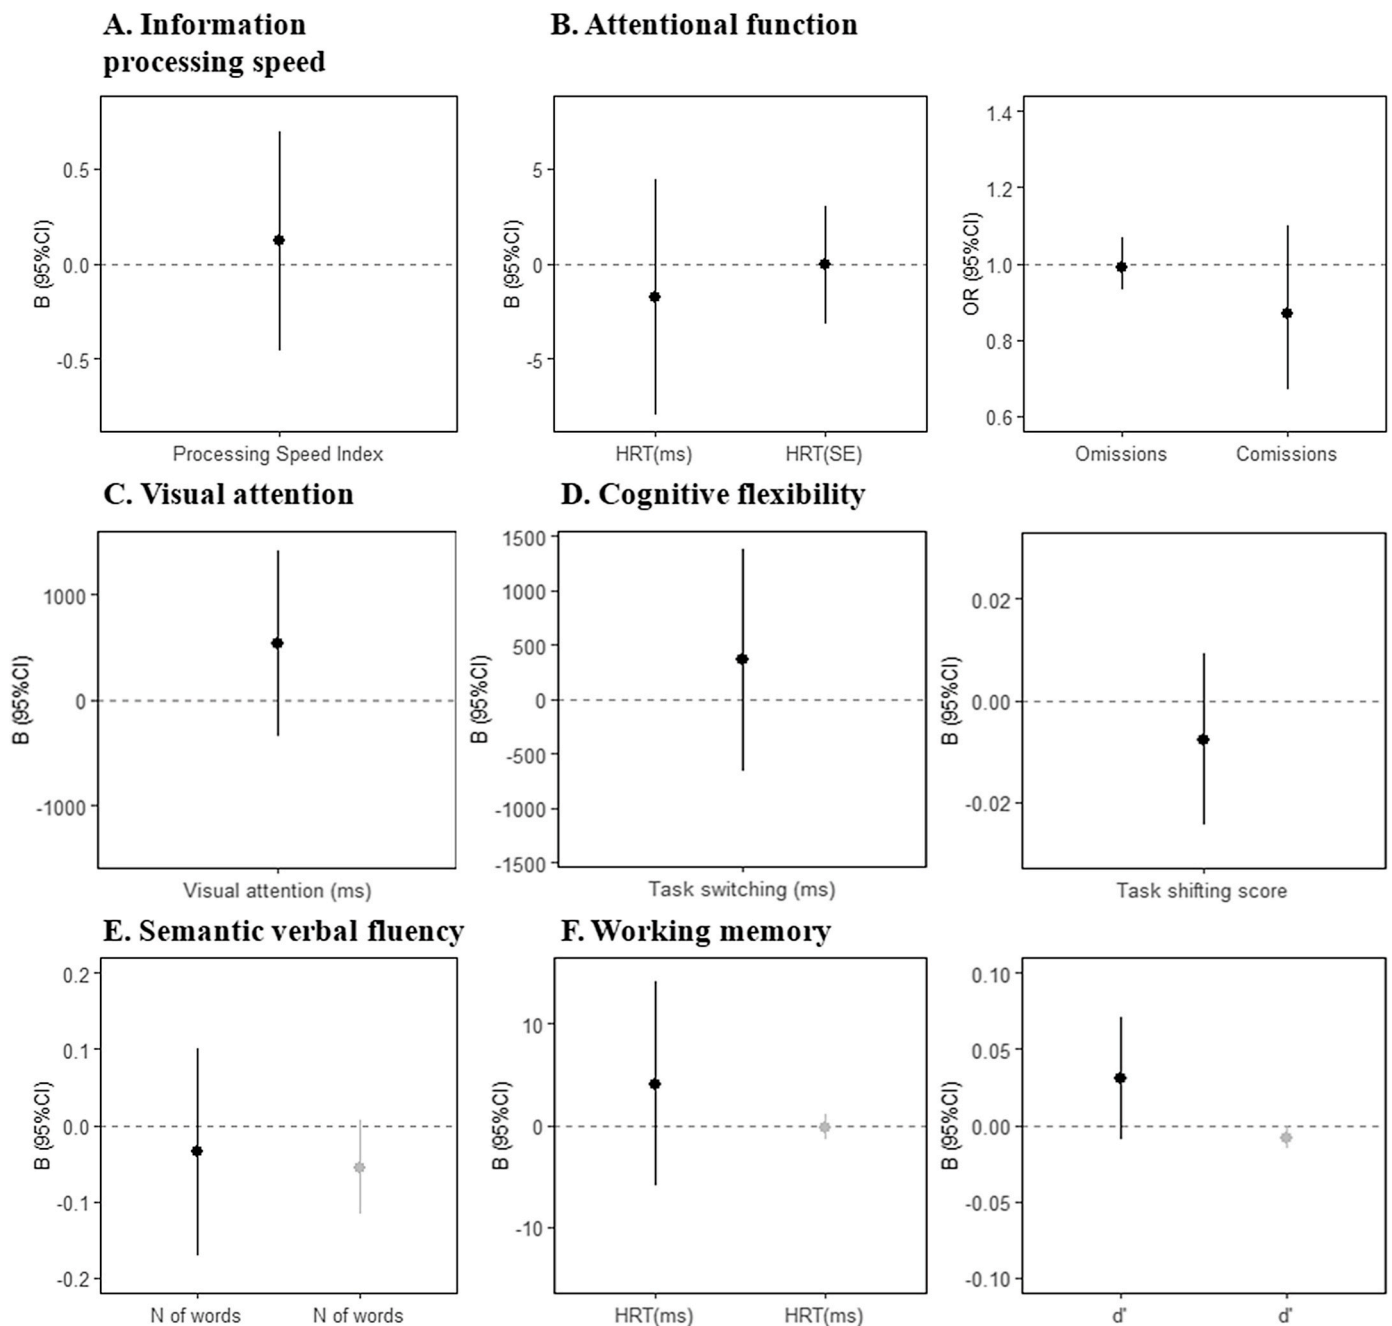 A. Information
processing speed
B. Attentional function
B (95%CI)
0.5
0.0
-0.5
Processing Speed Index
B (95%CI)
5
0
-5
HRT(ms) HRT(SE)
OR (95%CI)
1.4
1.2
1.0
0.8
0.6
Omissions Comissions
C. Visual attention
D. Cognitive flexibility
B (95%CI)
1000
0
-1000
Visual attention (ms)
B (95%CI)
1500
1000
500
0
-500
-1000
-1500
Task switching (ms)
B (95%CI)
0.02
0.00
-0.02
Task shifting score
E. Semantic verbal fluency
F. Working memory
B (95%CI)
0.2
0.1
0.0
-0.1
-0.2
N of words N of words
B (95%CI)
10
0
-10
HRT(ms) HRT(ms)
B (95%CI)
0.10
0.05
0.00
-0.05
-0.10
d' d'